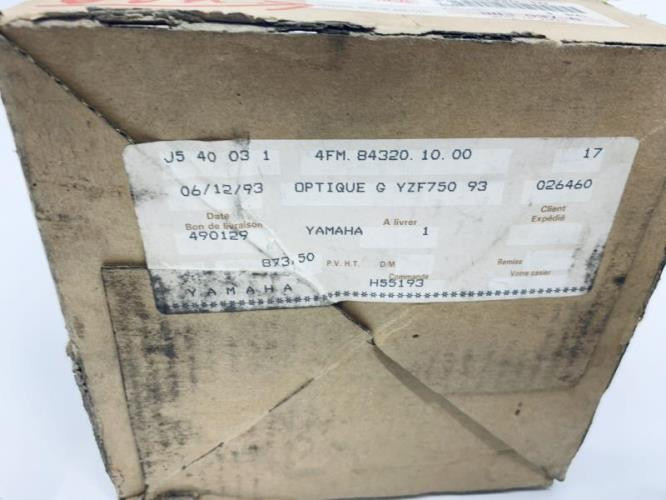 J5 40 03 1 4FM.84320.10.00 17
06/12/93 OPTIQUE G YZF750 93 026460
Date A livrer Client
Bon de livraison Expédié
490129 YAMAHA 1
873.50 P.V. H.T. D/M Remise
Commande Votre casier
YAMAHA H55193